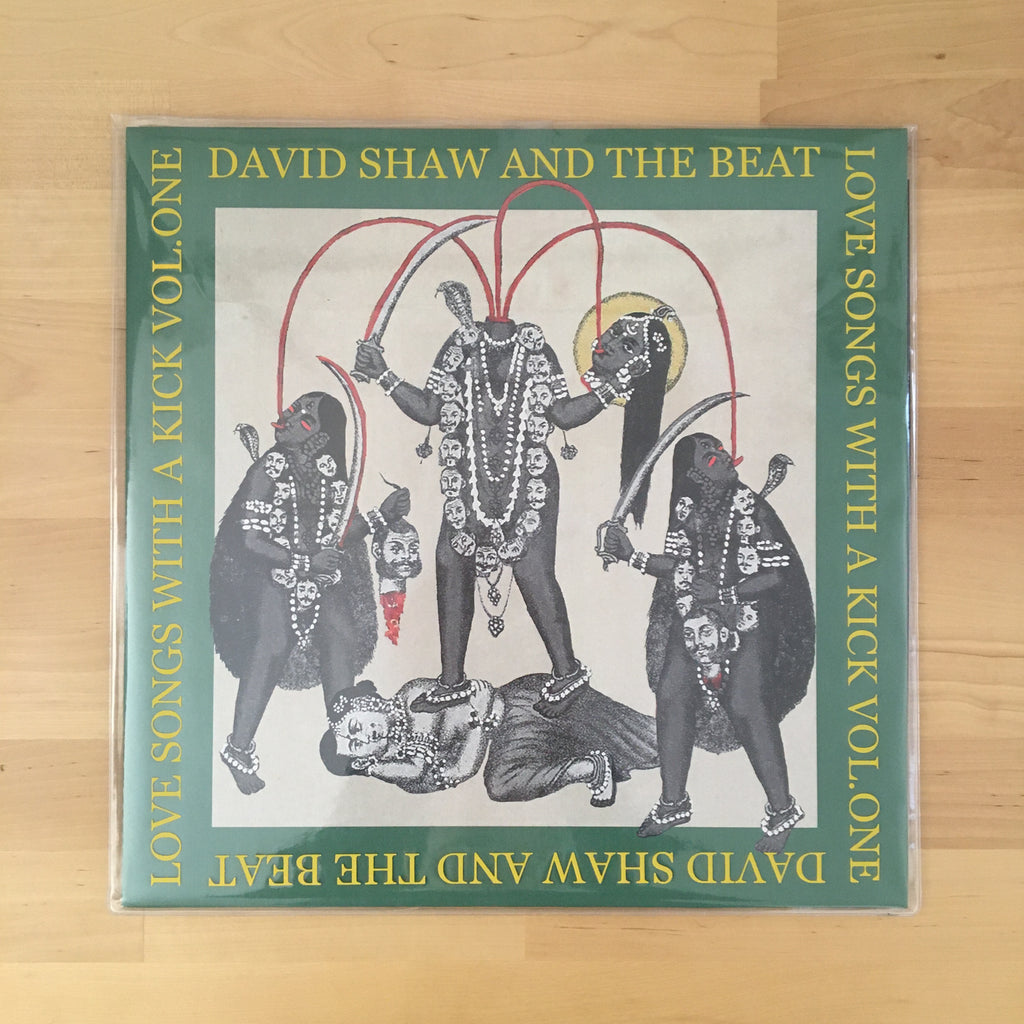 DAVID SHAW AND THE BEAT
LOVE SONGS WITH A KICK VOL.ONE
LOVE SONGS WITH A KICK VOL.ONE
DAVID SHAW AND THE BEAT